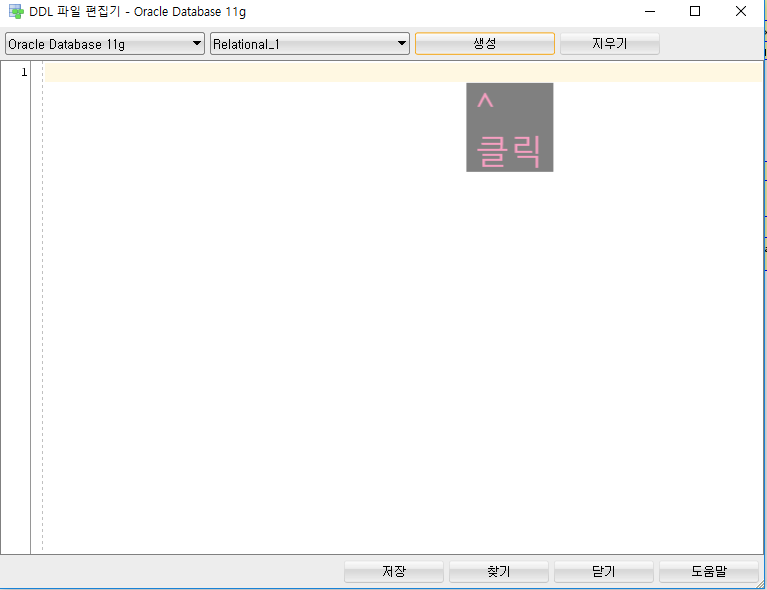 DDL 파일 편집기 - Oracle Database 11g
Oracle Database 11g Relational_1 생성 지우기
1
^
클릭
저장 찾기 닫기 도움말